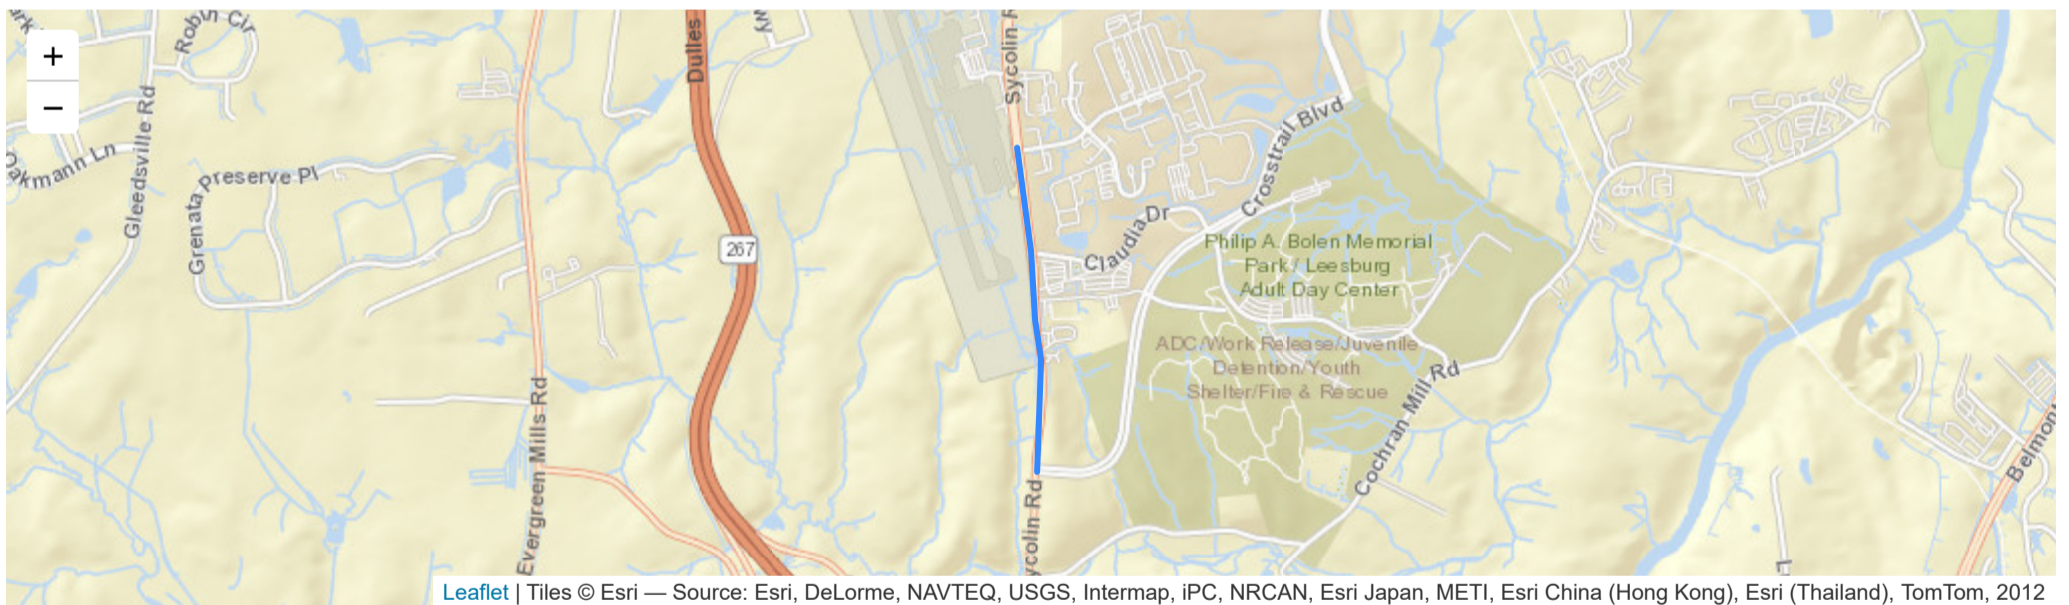 +
−
Robin Cir
Gleedsville Rd
Oakmann Ln
Grenata Preserve Pl
Evergreen Mills Rd
Dulles
267
Sycolin R
Crosstrail Blvd
Claudia Dr
Philip A. Bolen Memorial
Park / Leesburg
Adult Day Center
ADC/Work Release/Juvenile
Detention/Youth
Shelter/Fire & Rescue
Cochran Mill Rd
ycolin Rd
Belmont
Leaflet | Tiles © Esri — Source: Esri, DeLorme, NAVTEQ, USGS, Intermap, iPC, NRCAN, Esri Japan, METI, Esri China (Hong Kong), Esri (Thailand), TomTom, 2012